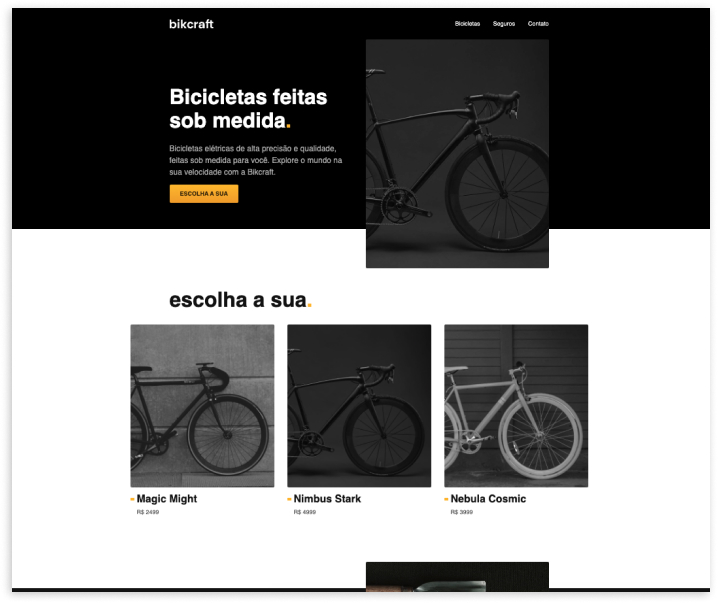 bikcraft
Bicicletas Seguros Contato
Bicicletas feitas
sob medida.
Bicicletas elétricas de alta precisão e qualidade,
feitas sob medida para você. Explore o mundo na
sua velocidade com a Bikcraft.
ESCOLHA A SUA
escolha a sua.
Magic Might
R$ 2499
Nimbus Stark
R$ 4999
Nebula Cosmic
R$ 3999